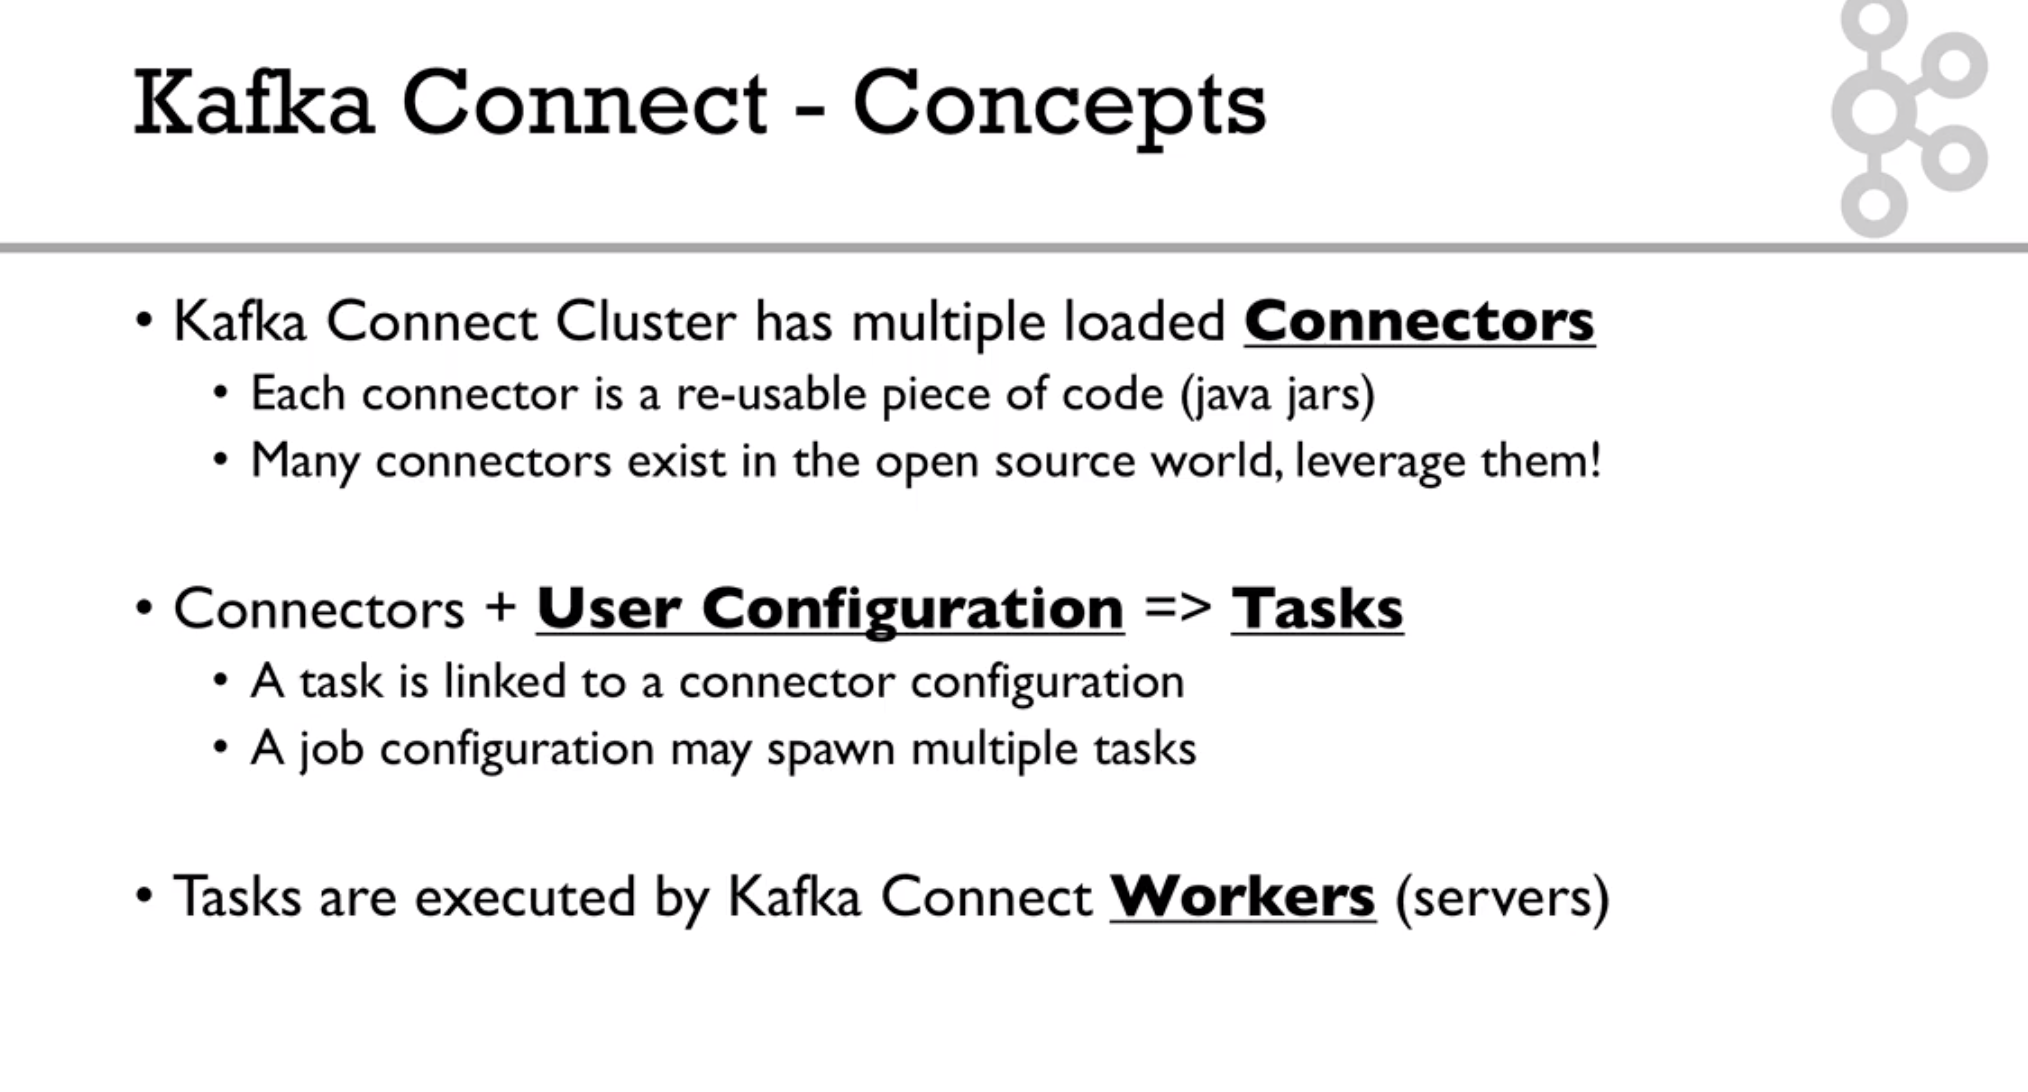 Kafka Connect - Concepts
• Kafka Connect Cluster has multiple loaded Connectors
• Each connector is a re-usable piece of code (java jars)
• Many connectors exist in the open source world, leverage them!
• Connectors + User Configuration => Tasks
• A task is linked to a connector configuration
• A job configuration may spawn multiple tasks
• Tasks are executed by Kafka Connect Workers (servers)